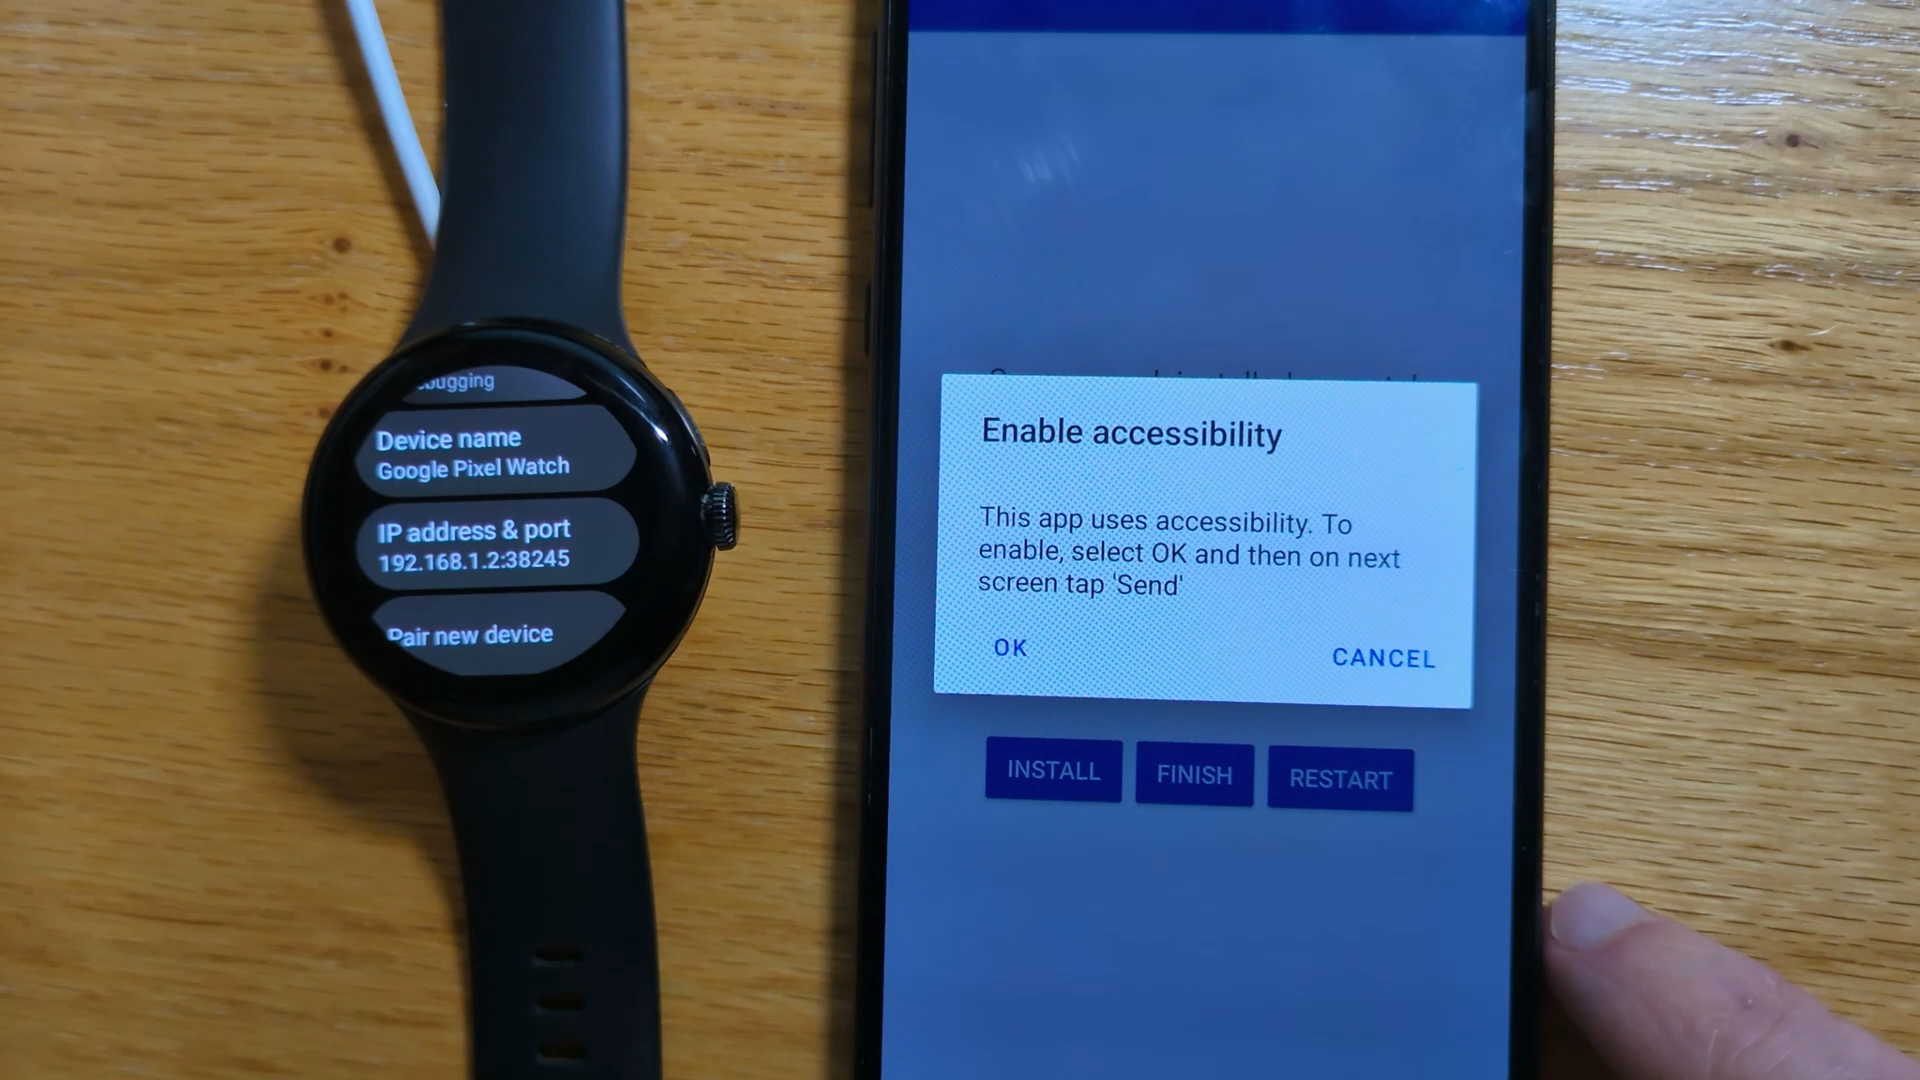 Device name
Google Pixel Watch
IP address & port
192.168.1.2:38245
Pair new device
Enable accessibility
This app uses accessibility. To
enable, select OK and then on next
screen tap 'Send'
OK
CANCEL
INSTALL
FINISH
RESTART